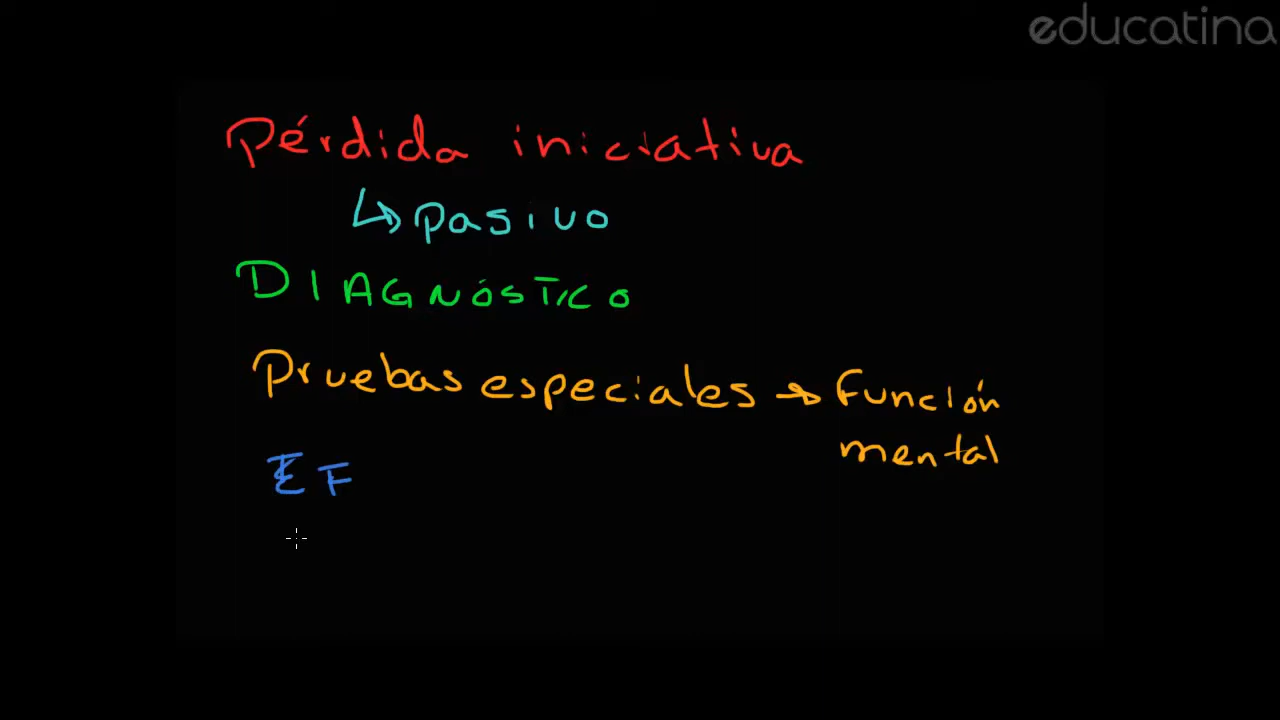 educatina
Pérdida iniciativa
↳ pasivo
DIAGNÓSTICO
Pruebas especiales → Función
mental
EF